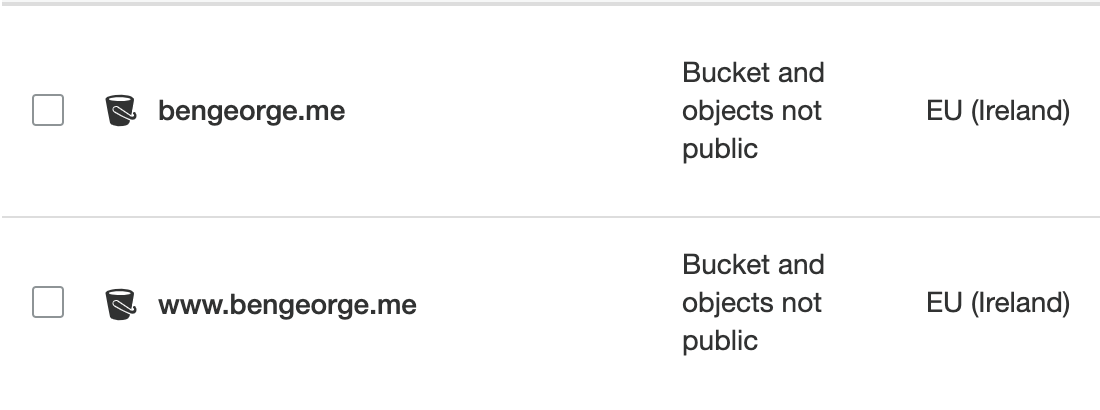 bengeorge.me
Bucket and
objects not
public
EU (Ireland)
www.bengeorge.me
Bucket and
objects not
public
EU (Ireland)